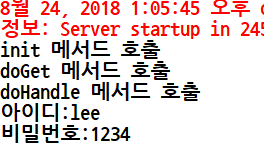 8월 24, 2018 1:05:45 오후
정보: Server startup in 245
init 메서드 호출
doGet 메서드 호출
doHandle 메서드 호출
아이디:lee
비밀번호:1234